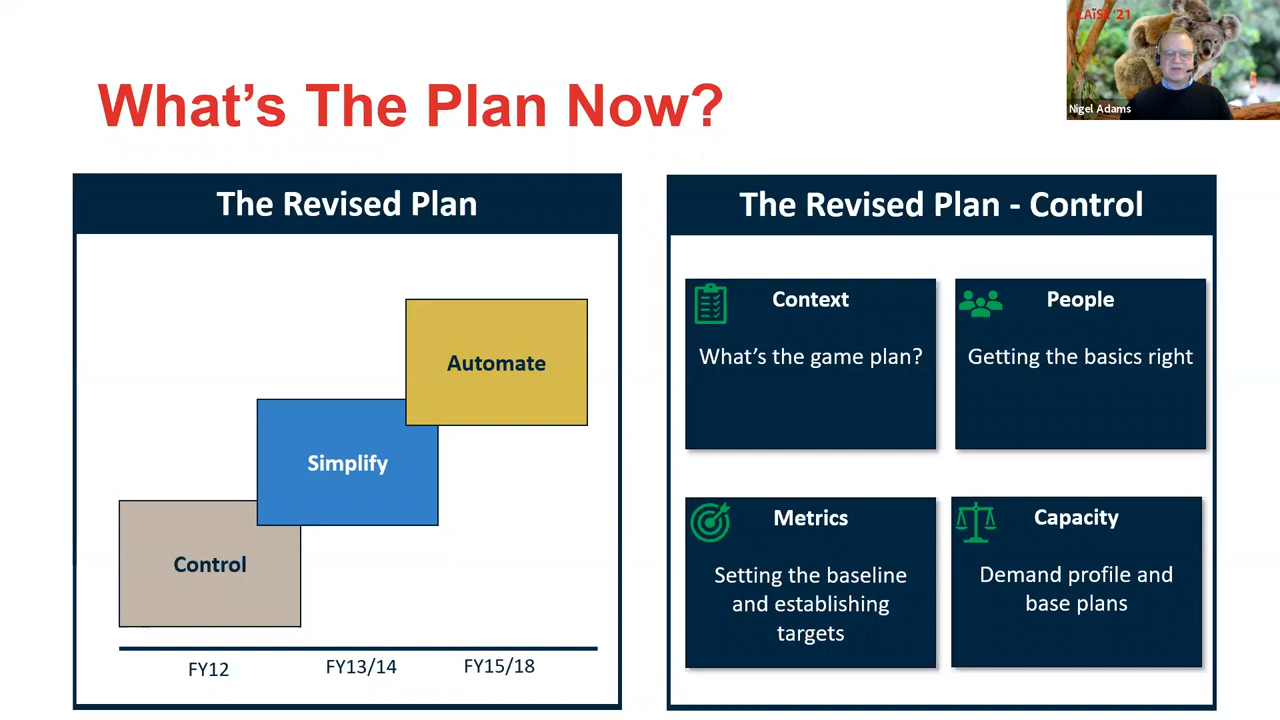 CAiSE '21
Nigel Adams
What's The Plan Now?
The Revised Plan
Automate
Simplify
Control
FY12
FY13/14
FY15/18
The Revised Plan - Control
Context
What's the game plan?
People
Getting the basics right
Metrics
Setting the baseline
and establishing
targets
Capacity
Demand profile and
base plans